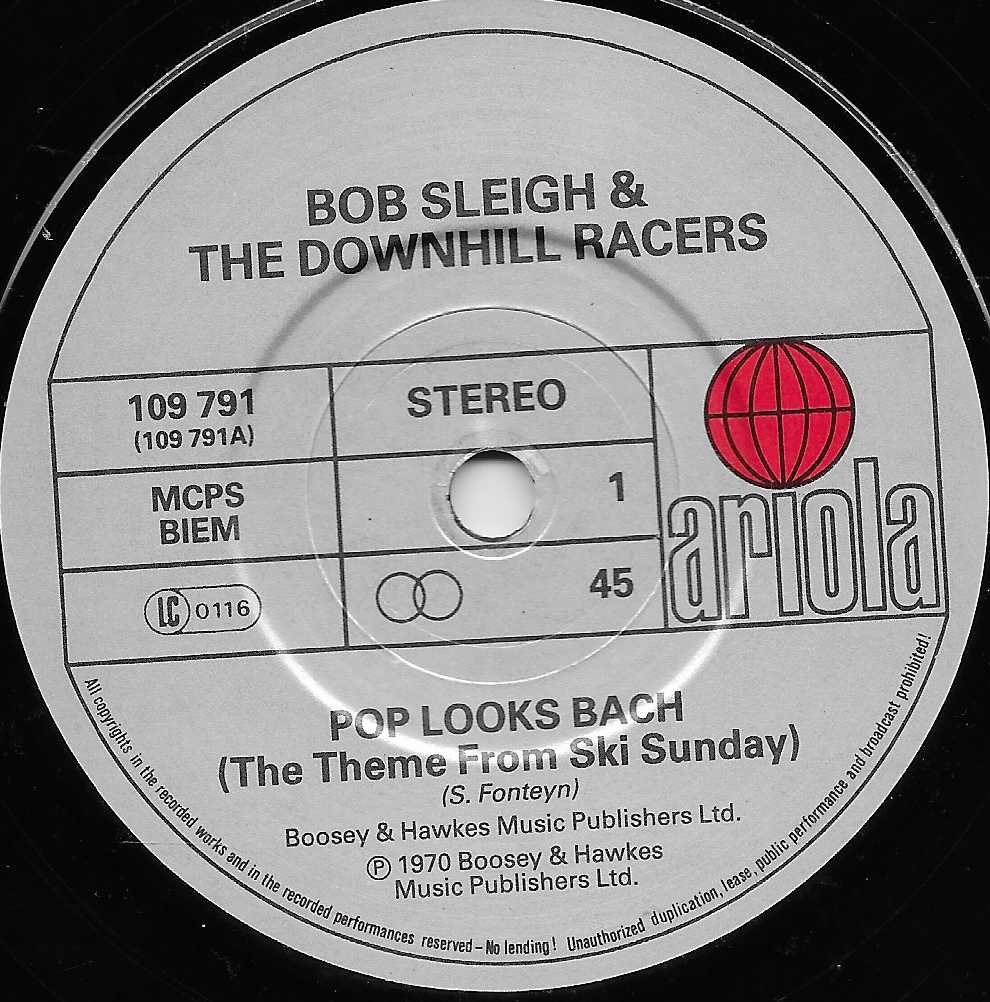 BOB SLEIGH &
THE DOWNHILL RACERS
109 791
(109 791A)
STEREO
MCPS
BIEM
1
LC 0116
45
ariola
POP LOOKS BACH
(The Theme From Ski Sunday)
(S. Fonteyn)
Boosey & Hawkes Music Publishers Ltd.
Ⓟ 1970 Boosey & Hawkes
Music Publishers Ltd.
All copyrights in the recorded works and in the recorded performances reserved – No lending! Unauthorized duplication, lease, public performance and broadcast prohibited!